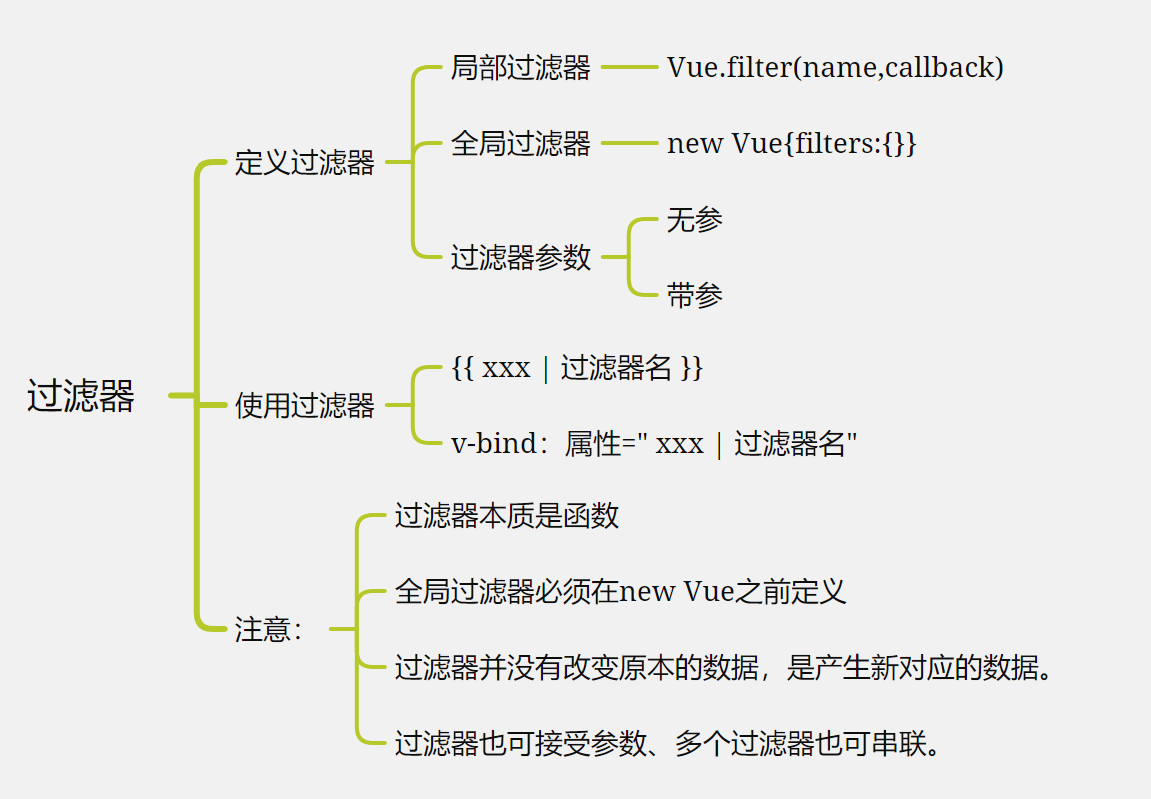 过滤器
定义过滤器
局部过滤器
Vue.filter(name,callback)
全局过滤器
new Vue{filters:{}}
过滤器参数
无参
带参
使用过滤器
{{ xxx | 过滤器名 }}
v-bind：属性=" xxx | 过滤器名"
注意：
过滤器本质是函数
全局过滤器必须在new Vue之前定义
过滤器并没有改变原本的数据，是产生新对应的数据。
过滤器也可接受参数、多个过滤器也可串联。